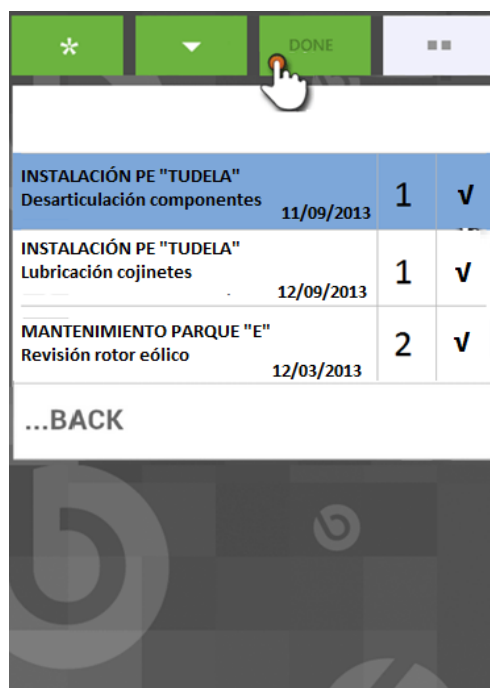 *
DONE
INSTALACIÓN PE "TUDELA"
Desarticulación componentes
11/09/2013
1
√
INSTALACIÓN PE "TUDELA"
Lubricación cojinetes
12/09/2013
1
√
MANTENIMIENTO PARQUE "E"
Revisión rotor eólico
12/03/2013
2
√
...BACK